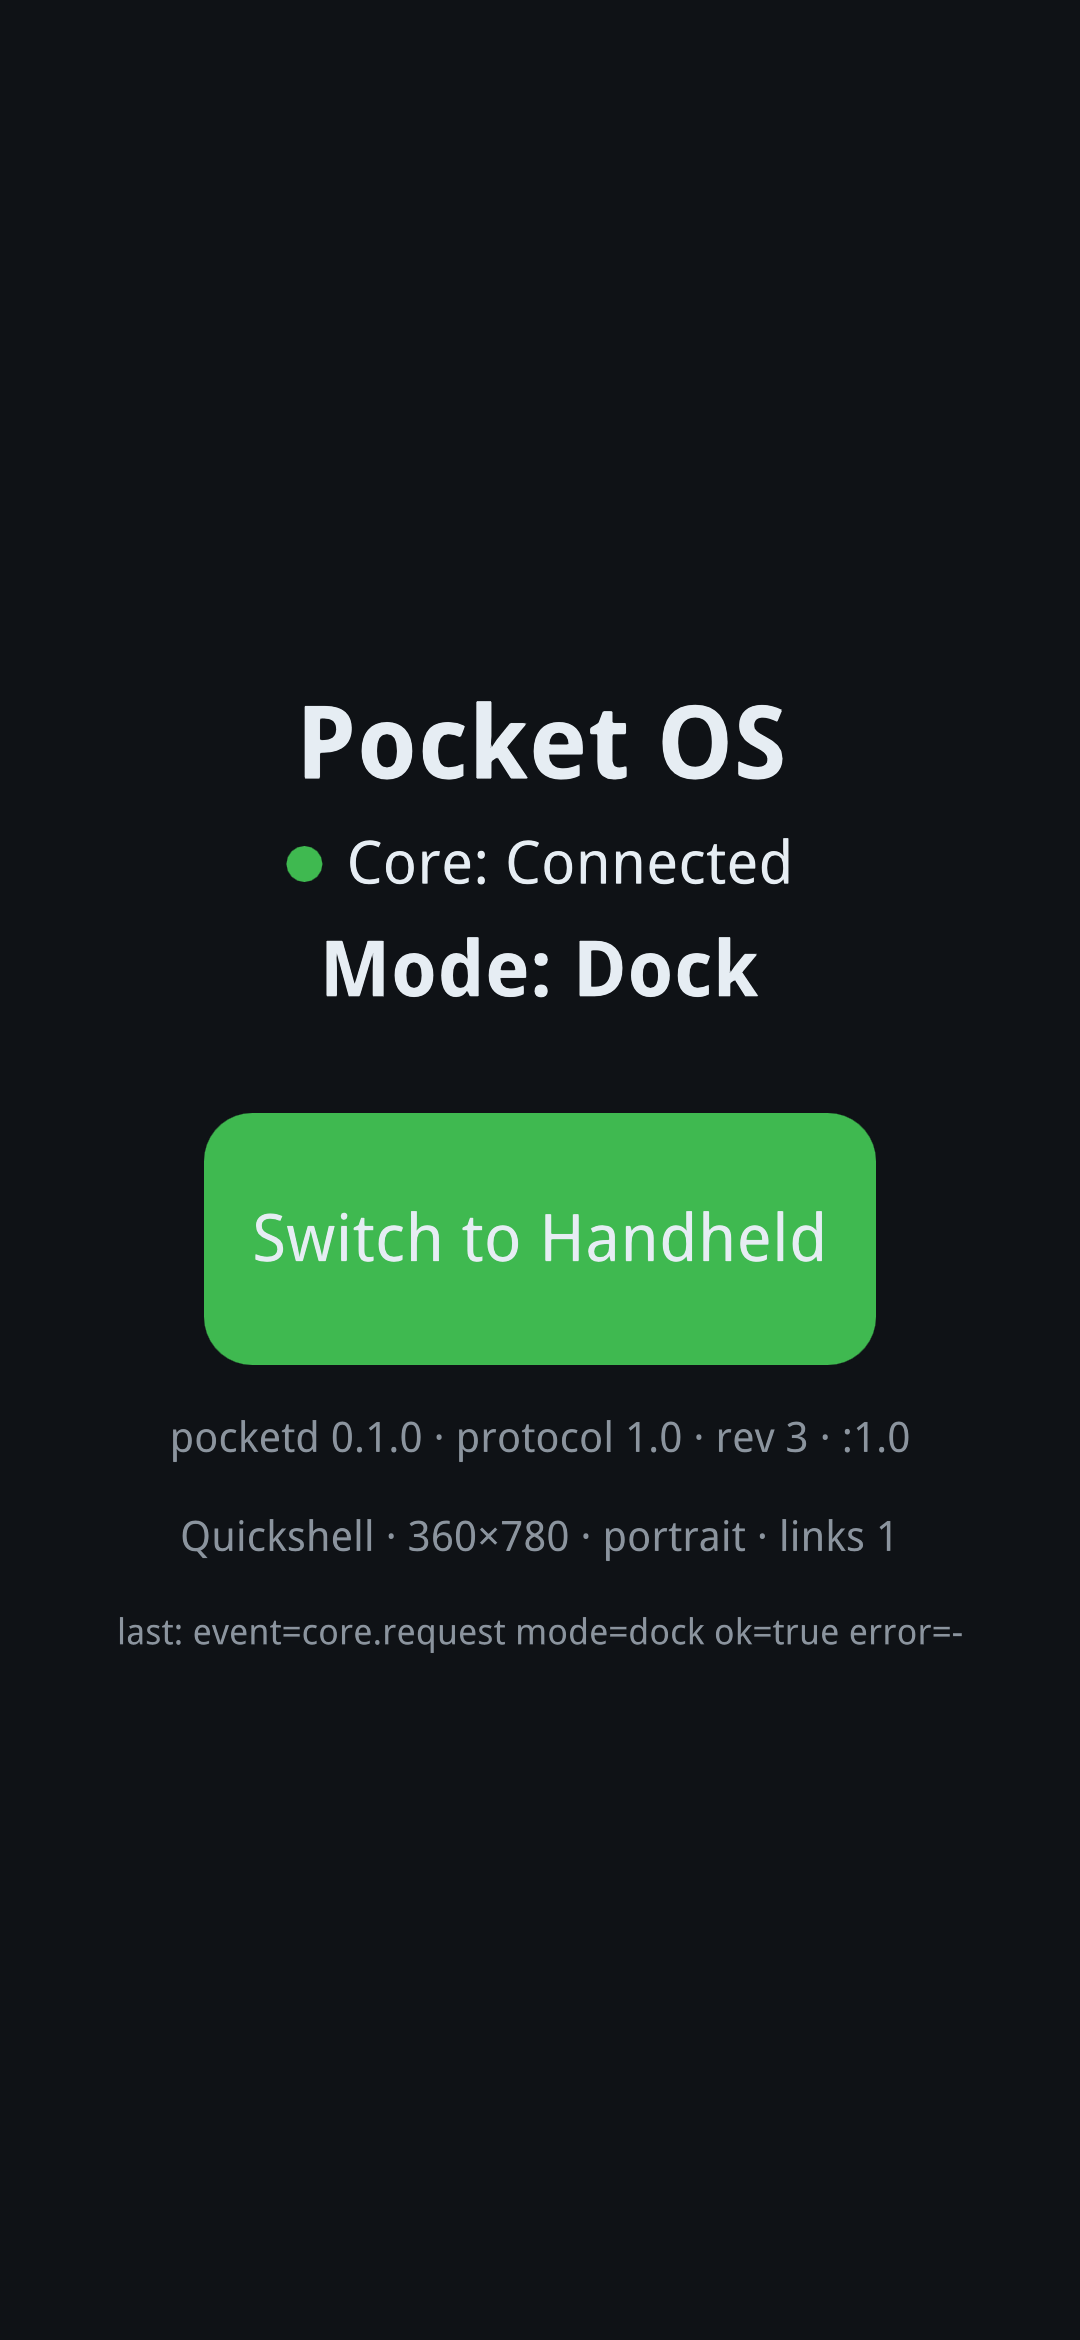 Pocket OS
Core: Connected
Mode: Dock
Switch to Handheld
pocketd 0.1.0 · protocol 1.0 · rev 3 · :1.0
Quickshell · 360×780 · portrait · links 1
last: event=core.request mode=dock ok=true error=-